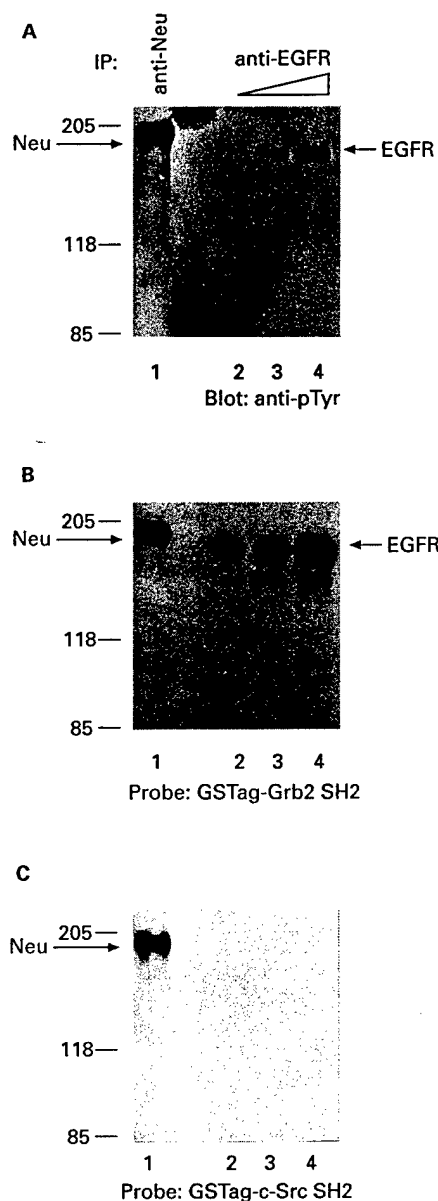 A
IP:
anti-Neu
anti-EGFR
205
Neu
EGFR
118
85
1 2 3 4
Blot: anti-pTyr
B
205
Neu
EGFR
118
85
1 2 3 4
Probe: GSTag-Grb2 SH2
C
205
Neu
118
85
1 2 3 4
Probe: GSTag-c-Src SH2